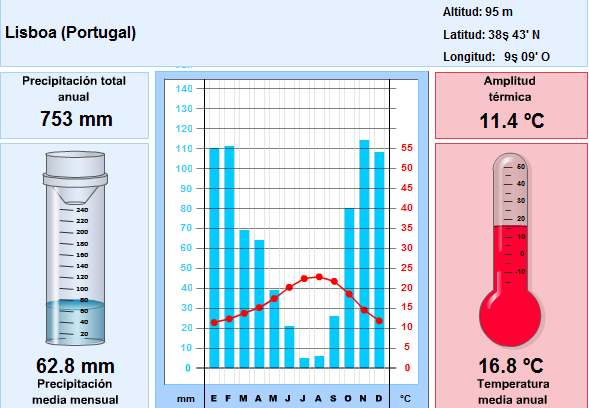 Lisboa (Portugal)
Altitud: 95 m
Latitud: 38ş 43' N
Longitud: 9ş 09' O
Precipitación total
anual
753 mm
Amplitud
térmica
11.4 ºC
240
220
200
180
160
140
120
100
80
60
40
20
62.8 mm
Precipitación
media mensual
140
130
120
110
100
90
80
70
60
50
40
30
20
10
0
55
50
45
40
35
30
25
20
15
10
5
0
mm E F M A M J J A S O N D ºC
60
50
40
30
20
10
0
-10
16.8 ºC
Temperatura
media anual